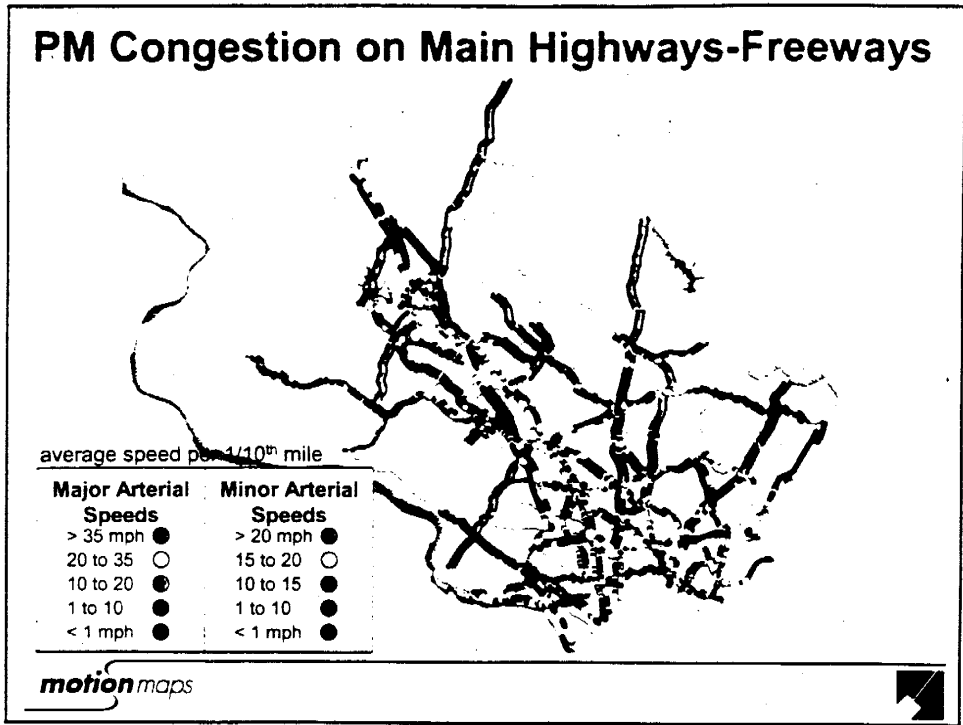 PM Congestion on Main Highways-Freeways
average speed per 1/10th mile
Major Arterial Speeds
> 35 mph
20 to 35
10 to 20
1 to 10
< 1 mph
Minor Arterial Speeds
> 20 mph
15 to 20
10 to 15
1 to 10
< 1 mph
motionmaps